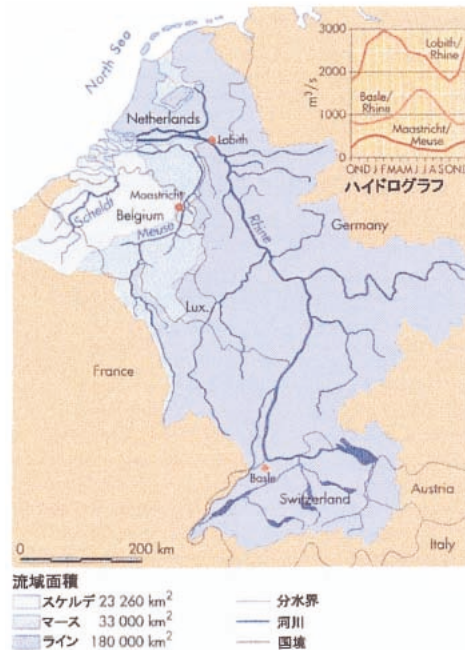 North Sea
Netherlands
Lobith
Maastricht
Scheldt
Belgium
Meuse
Rhine
Germany
Lux.
France
Basle
Switzerland
Austria
Italy
0 200 km
3000
2000
1000
0
m³/s
Lobith/
Rhine
Basle/
Rhine
Maastricht/
Meuse
O N D J F M A M J J A S O N D
ハイドログラフ
流域面積
スケルデ 23 260 km²
マース 33 000 km²
ライン 180 000 km²
分水界
河川
国境